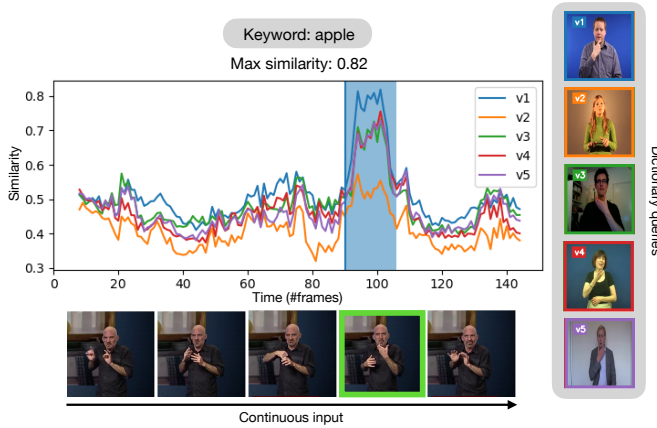 Keyword: apple
Max similarity: 0.82
Similarity
0.8
0.7
0.6
0.5
0.4
0.3
v1
v2
v3
v4
v5
0 20 40 60 80 100 120 140
Time (#frames)
Continuous input
v1
v2
v3
v4
v5
Dictionary queries